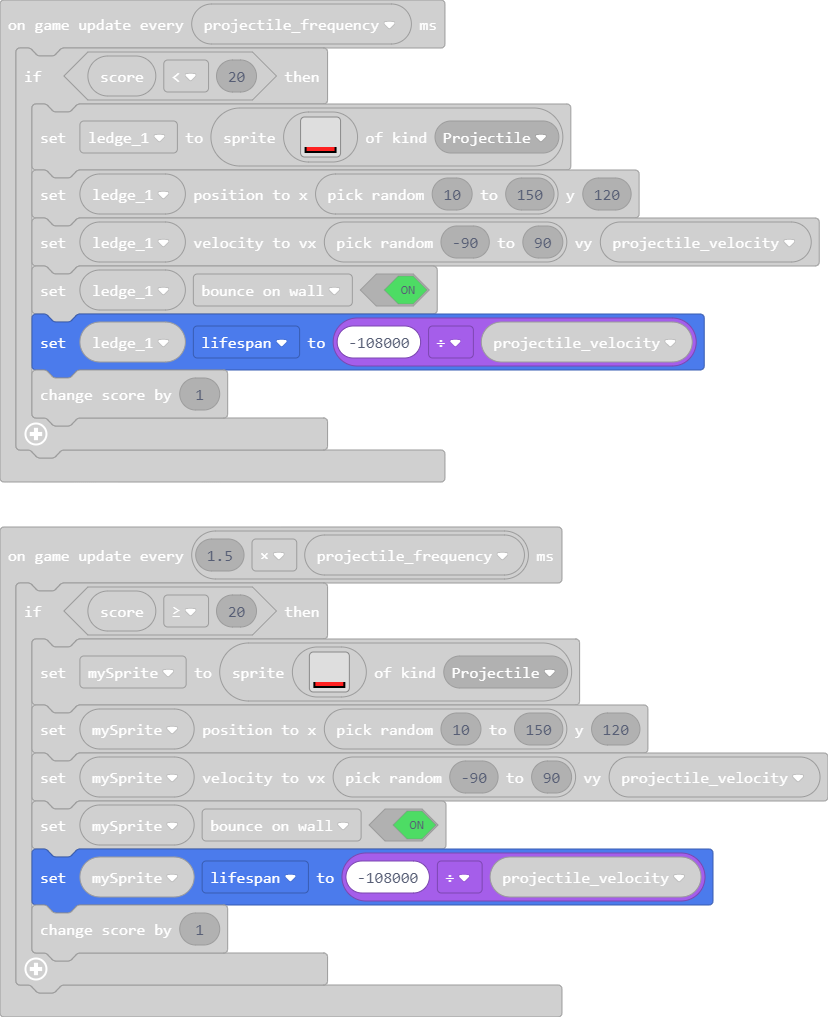 on game update every projectile_frequency ms
if score < 20 then
set ledge_1 to sprite of kind Projectile
set ledge_1 position to x pick random 10 to 150 y 120
set ledge_1 velocity to vx pick random -90 to 90 vy projectile_velocity
set ledge_1 bounce on wall ON
set ledge_1 lifespan to -108000 ÷ projectile_velocity
change score by 1
on game update every 1.5 × projectile_frequency ms
if score ≥ 20 then
set mySprite to sprite of kind Projectile
set mySprite position to x pick random 10 to 150 y 120
set mySprite velocity to vx pick random -90 to 90 vy projectile_velocity
set mySprite bounce on wall ON
set mySprite lifespan to -108000 ÷ projectile_velocity
change score by 1